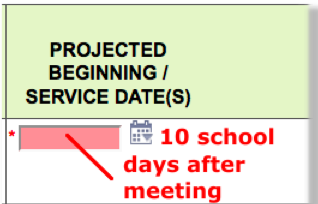 PROJECTED
BEGINNING /
SERVICE DATE(S)
* 10 school
days after
meeting